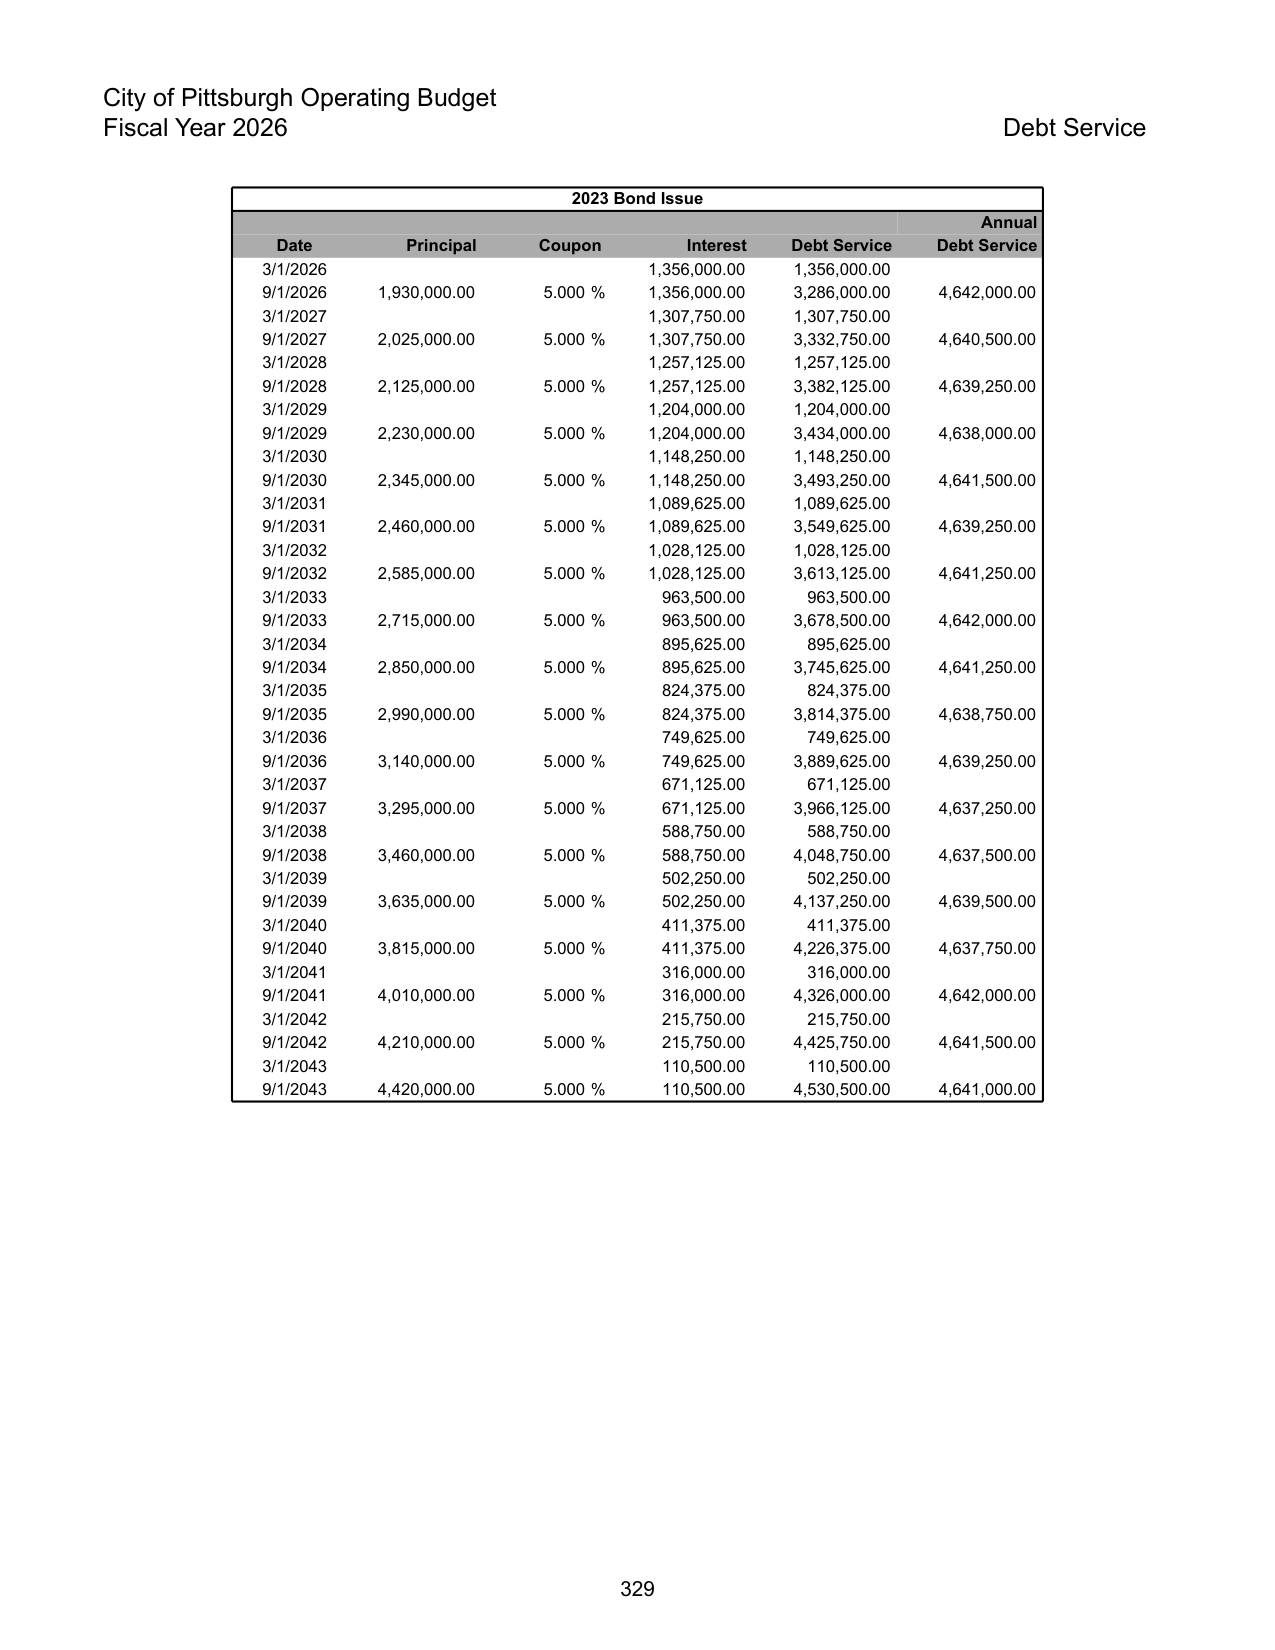 City of Pittsburgh Operating Budget
Fiscal Year 2026 Debt Service
2023 Bond Issue
Annual
Date Principal Coupon Interest Debt Service Debt Service
3/1/2026 1,356,000.00 1,356,000.00
9/1/2026 1,930,000.00 5.000 % 1,356,000.00 3,286,000.00 4,642,000.00
3/1/2027 1,307,750.00 1,307,750.00
9/1/2027 2,025,000.00 5.000 % 1,307,750.00 3,332,750.00 4,640,500.00
3/1/2028 1,257,125.00 1,257,125.00
9/1/2028 2,125,000.00 5.000 % 1,257,125.00 3,382,125.00 4,639,250.00
3/1/2029 1,204,000.00 1,204,000.00
9/1/2029 2,230,000.00 5.000 % 1,204,000.00 3,434,000.00 4,638,000.00
3/1/2030 1,148,250.00 1,148,250.00
9/1/2030 2,345,000.00 5.000 % 1,148,250.00 3,493,250.00 4,641,500.00
3/1/2031 1,089,625.00 1,089,625.00
9/1/2031 2,460,000.00 5.000 % 1,089,625.00 3,549,625.00 4,639,250.00
3/1/2032 1,028,125.00 1,028,125.00
9/1/2032 2,585,000.00 5.000 % 1,028,125.00 3,613,125.00 4,641,250.00
3/1/2033 963,500.00 963,500.00
9/1/2033 2,715,000.00 5.000 % 963,500.00 3,678,500.00 4,642,000.00
3/1/2034 895,625.00 895,625.00
9/1/2034 2,850,000.00 5.000 % 895,625.00 3,745,625.00 4,641,250.00
3/1/2035 824,375.00 824,375.00
9/1/2035 2,990,000.00 5.000 % 824,375.00 3,814,375.00 4,638,750.00
3/1/2036 749,625.00 749,625.00
9/1/2036 3,140,000.00 5.000 % 749,625.00 3,889,625.00 4,639,250.00
3/1/2037 671,125.00 671,125.00
9/1/2037 3,295,000.00 5.000 % 671,125.00 3,966,125.00 4,637,250.00
3/1/2038 588,750.00 588,750.00
9/1/2038 3,460,000.00 5.000 % 588,750.00 4,048,750.00 4,637,500.00
3/1/2039 502,250.00 502,250.00
9/1/2039 3,635,000.00 5.000 % 502,250.00 4,137,250.00 4,639,500.00
3/1/2040 411,375.00 411,375.00
9/1/2040 3,815,000.00 5.000 % 411,375.00 4,226,375.00 4,637,750.00
3/1/2041 316,000.00 316,000.00
9/1/2041 4,010,000.00 5.000 % 316,000.00 4,326,000.00 4,642,000.00
3/1/2042 215,750.00 215,750.00
9/1/2042 4,210,000.00 5.000 % 215,750.00 4,425,750.00 4,641,500.00
3/1/2043 110,500.00 110,500.00
9/1/2043 4,420,000.00 5.000 % 110,500.00 4,530,500.00 4,641,000.00
329